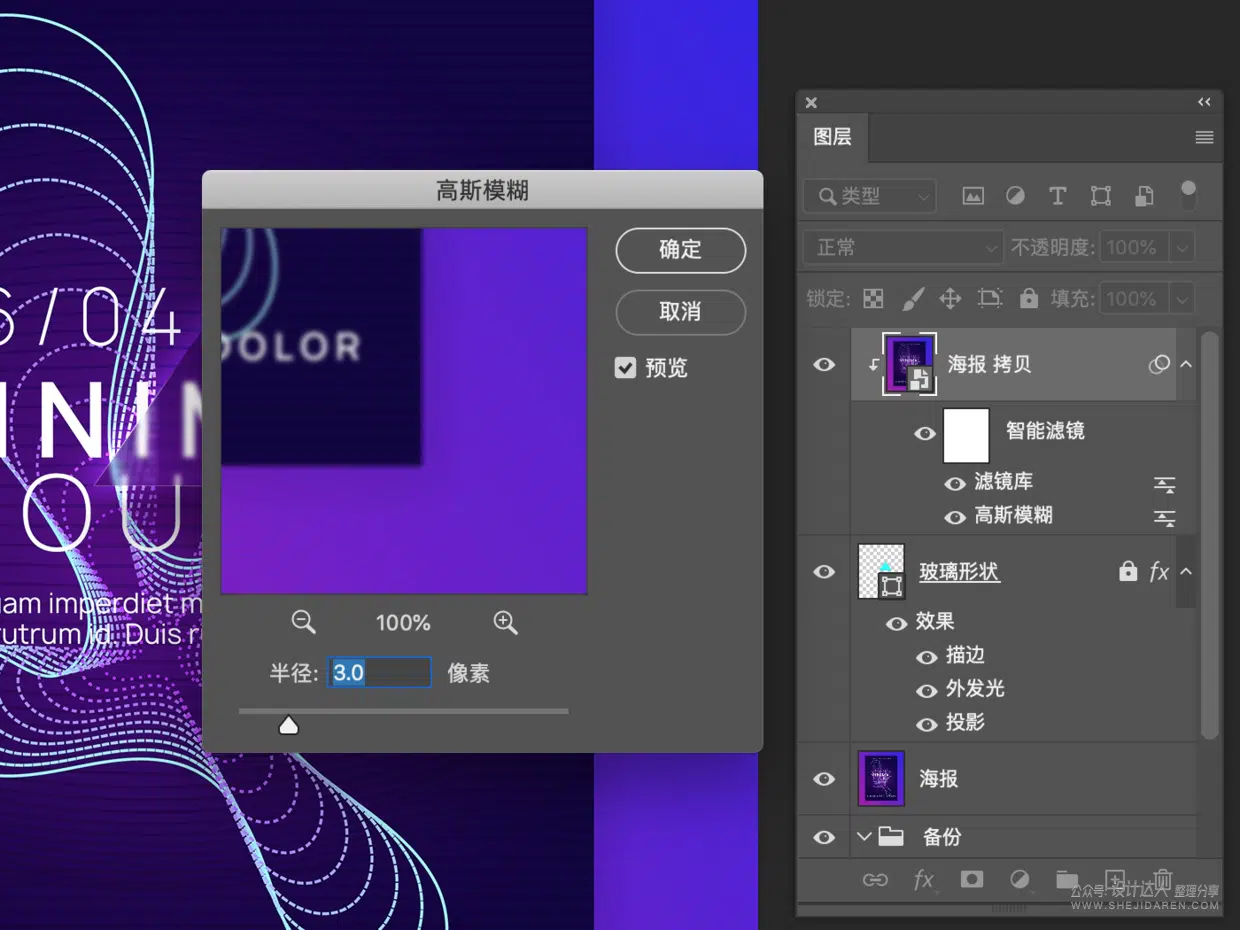 6/04
NINIM
OU
uam imperdiet m
rutrum id. Duis r
高斯模糊
DOLOR
确定
取消
预览
100%
半径:
3.0
像素
图层
类型
正常
不透明度:
100%
锁定:
填充:
100%
海报 拷贝
智能滤镜
滤镜库
高斯模糊
玻璃形状
fx
效果
描边
外发光
投影
海报
备份
fx
公众号: 设计达人 整理分享
WWW.SHEJIDAREN.COM